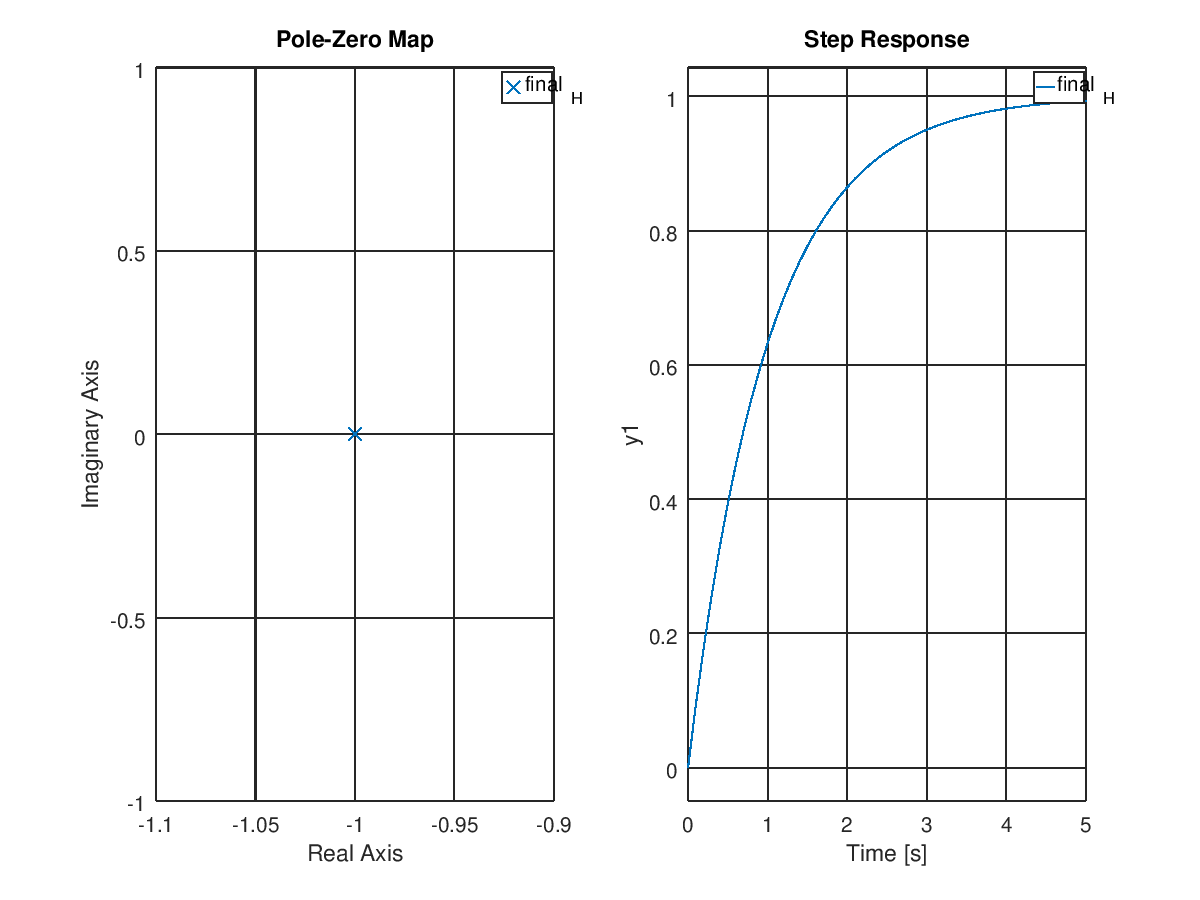 Pole-Zero Map
final_H
1
0.5
0
-0.5
-1
Imaginary Axis
-1.1 -1.05 -1 -0.95 -0.9
Real Axis
Step Response
final_H
1
0.8
0.6
0.4
0.2
0
y1
0 1 2 3 4 5
Time [s]